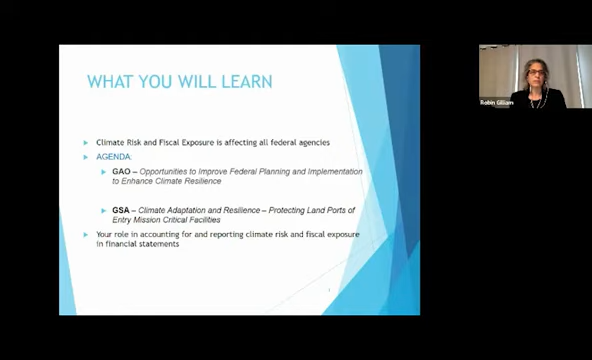 WHAT YOU WILL LEARN
Climate Risk and Fiscal Exposure is affecting all federal agencies
AGENDA:
GAO – Opportunities to Improve Federal Planning and Implementation
to Enhance Climate Resilience
GSA – Climate Adaptation and Resilience – Protecting Land Ports of
Entry Mission Critical Facilities
Your role in accounting for and reporting climate risk and fiscal exposure
in financial statements
Robin Gilliam